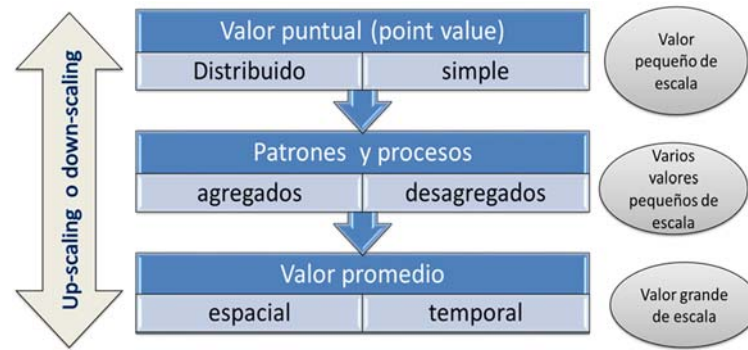 Up-scaling o down-scaling
Valor puntual (point value)
Distribuido simple
Valor
pequeño de
escala
Patrones y procesos
agregados desagregados
Varios
valores
pequeños de
escala
Valor promedio
espacial temporal
Valor grande
de escala